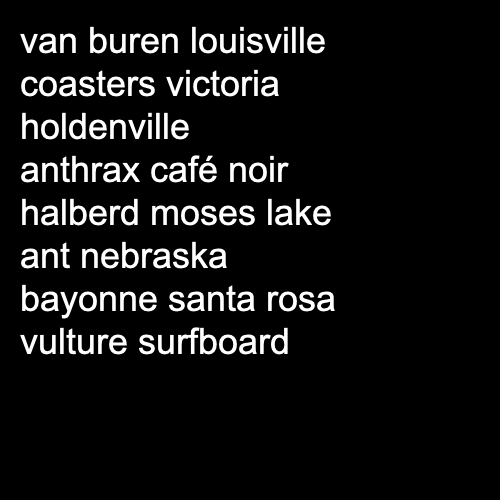 van buren louisville
coasters victoria
holdenville
anthrax café noir
halberd moses lake
ant nebraska
bayonne santa rosa
vulture surfboard